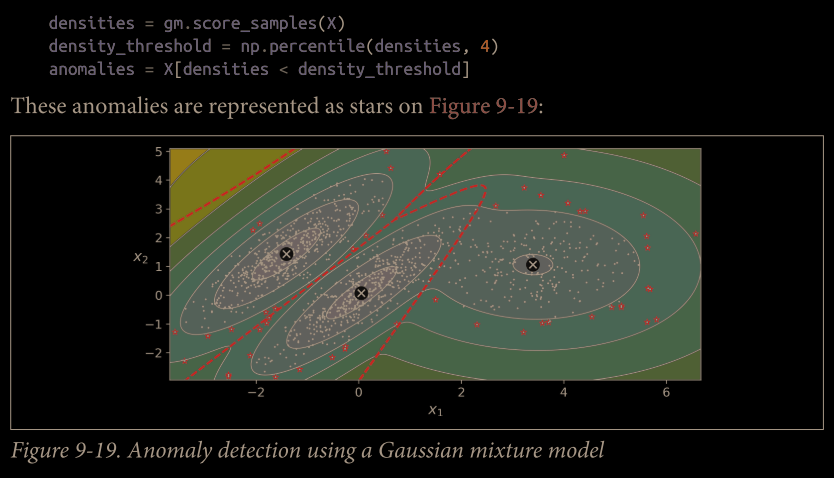 densities = gm.score_samples(X)
density_threshold = np.percentile(densities, 4)
anomalies = X[densities < density_threshold]
These anomalies are represented as stars on Figure 9-19:
5
4
3
2
1
0
−1
−2
x2
−2 0 2 4 6
x1
Figure 9-19. Anomaly detection using a Gaussian mixture model